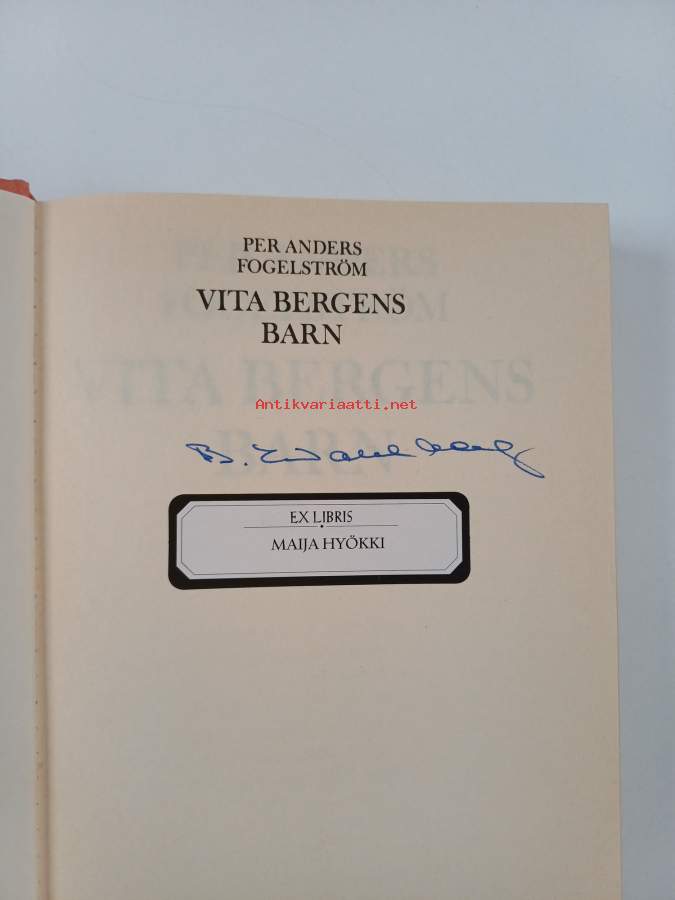 PER ANDERS
FOGELSTRÖM
VITA BERGENS
BARN
Antikvariaatti.net
B.
EX LIBRIS
MAIJA HYÖKKI